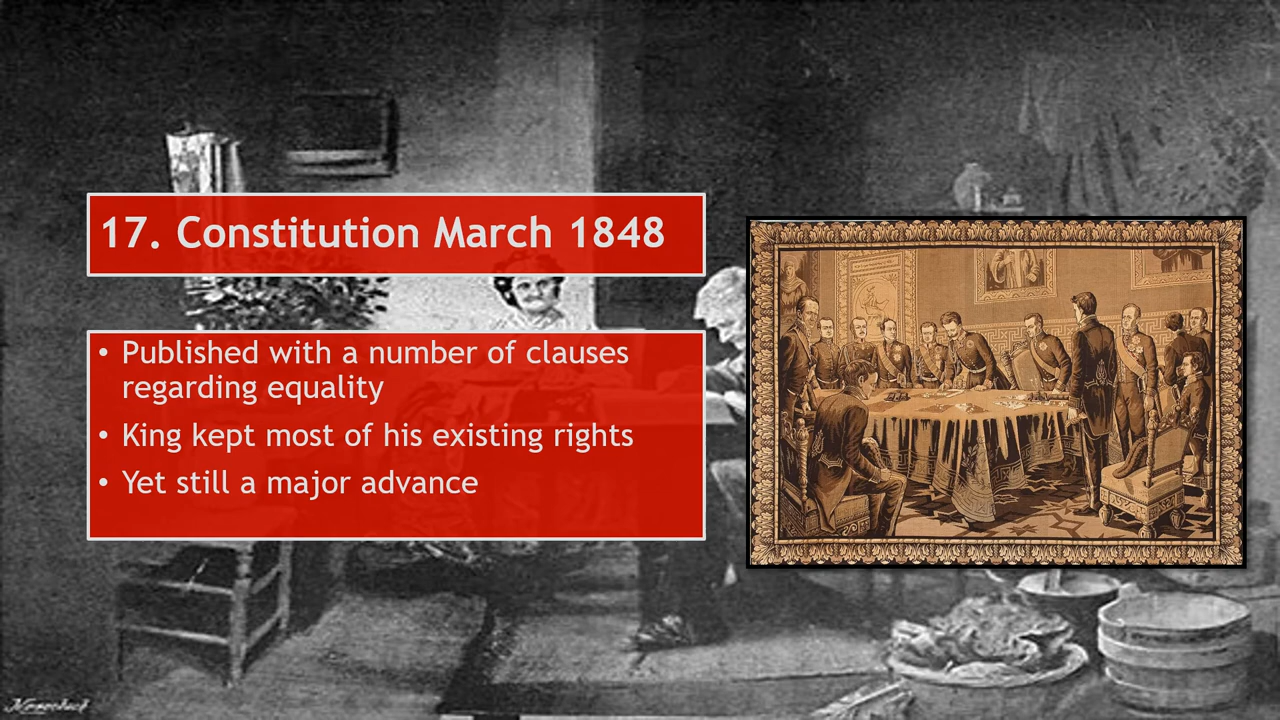 17. Constitution March 1848
• Published with a number of clauses
regarding equality
• King kept most of his existing rights
• Yet still a major advance